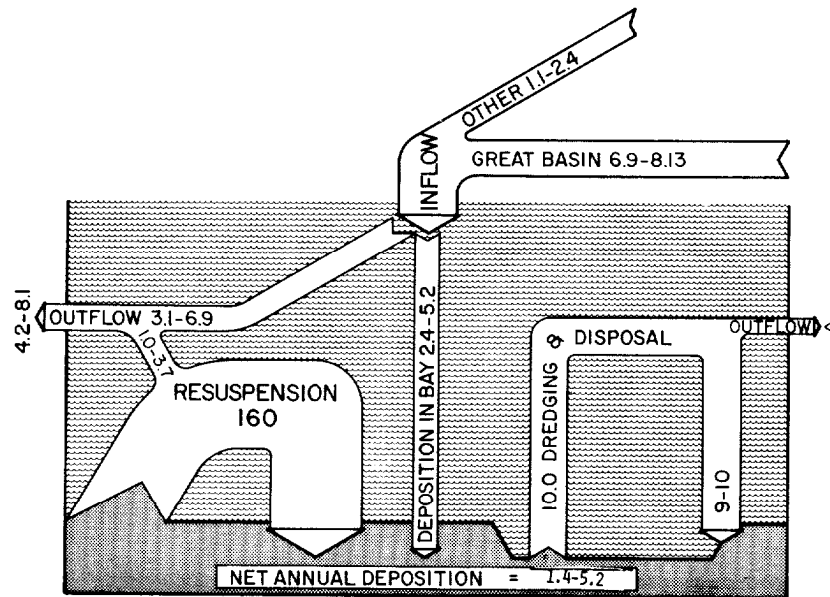 OTHER 1.1-2.4
GREAT BASIN 6.9-8.13
INFLOW
4.2-8.1
OUTFLOW 3.1-6.9
1.0-3.7
RESUSPENSION
160
DEPOSITION IN BAY 2.4-5.2
10.0 DREDGING & DISPOSAL
OUTFLOW
<
9-10
NET ANNUAL DEPOSITION = 1.4-5.2